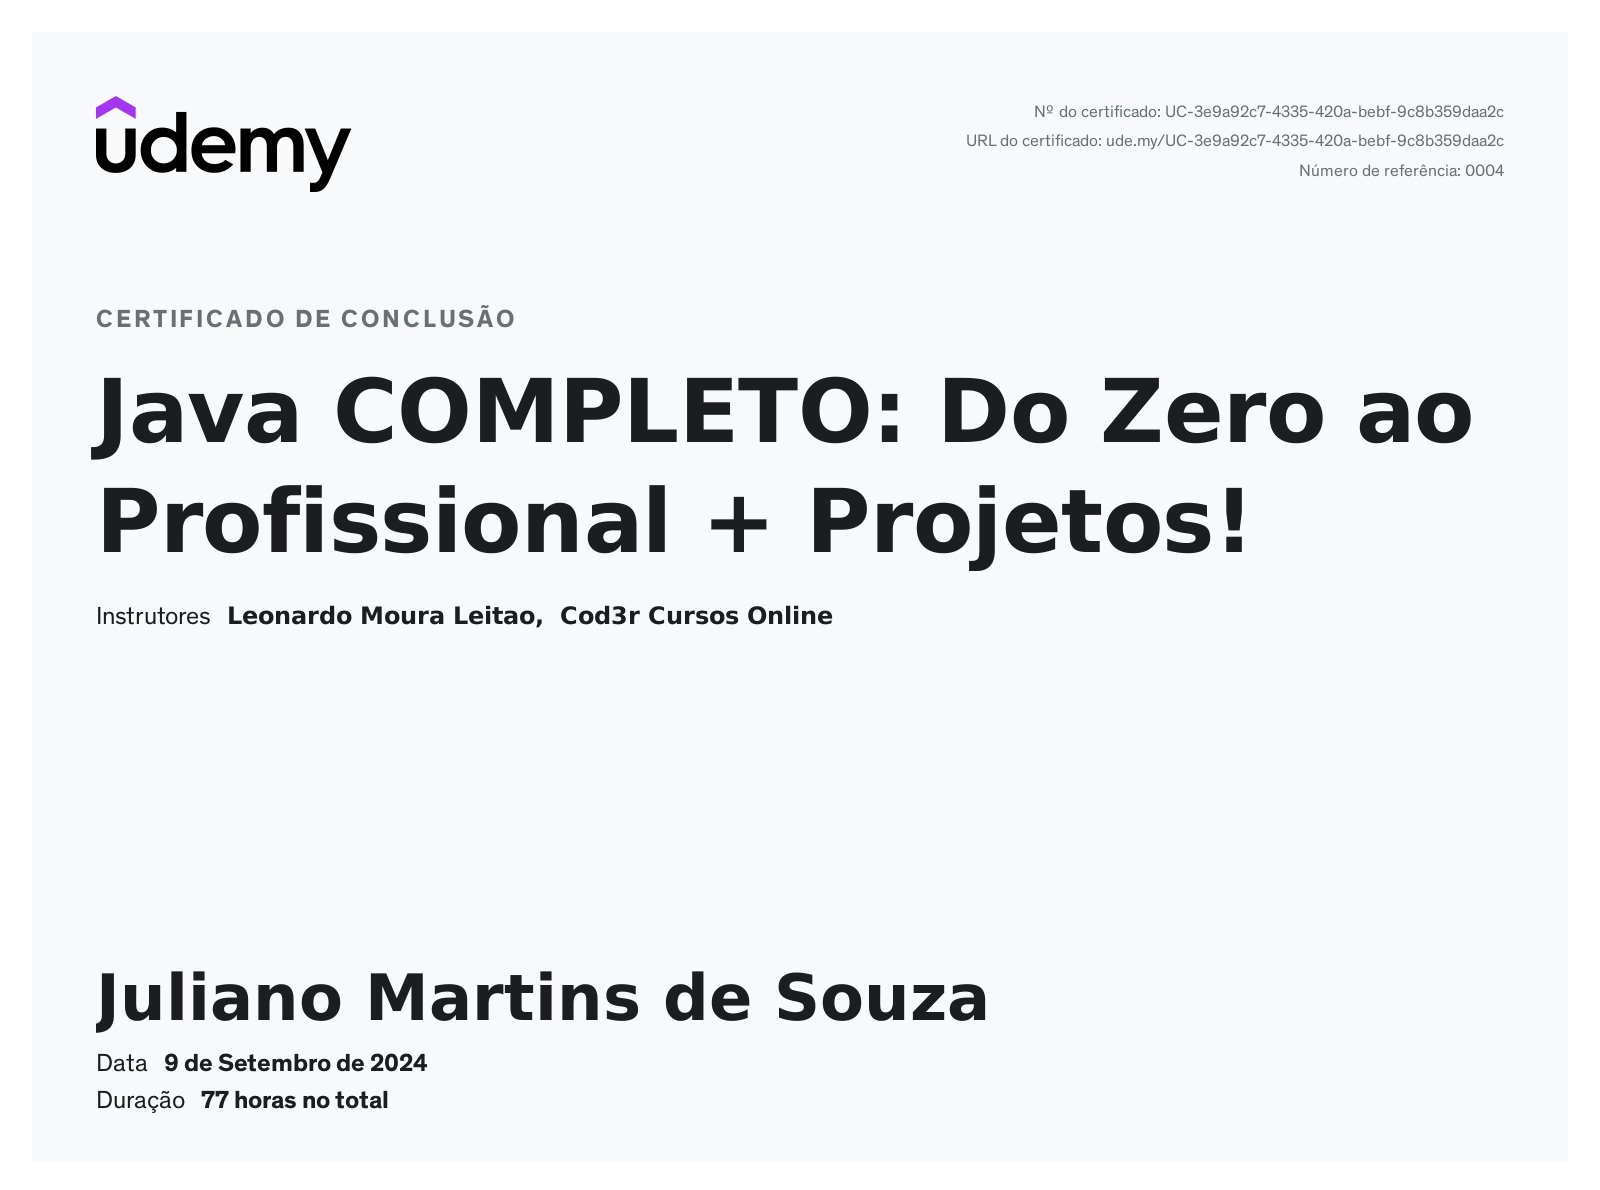 udemy
Nº do certificado: UC-3e9a92c7-4335-420a-bebf-9c8b359daa2c
URL do certificado: ude.my/UC-3e9a92c7-4335-420a-bebf-9c8b359daa2c
Número de referência: 0004
CERTIFICADO DE CONCLUSÃO
Java COMPLETO: Do Zero ao
Profissional + Projetos!
Instrutores Leonardo Moura Leitao, Cod3r Cursos Online
Juliano Martins de Souza
Data 9 de Setembro de 2024
Duração 77 horas no total